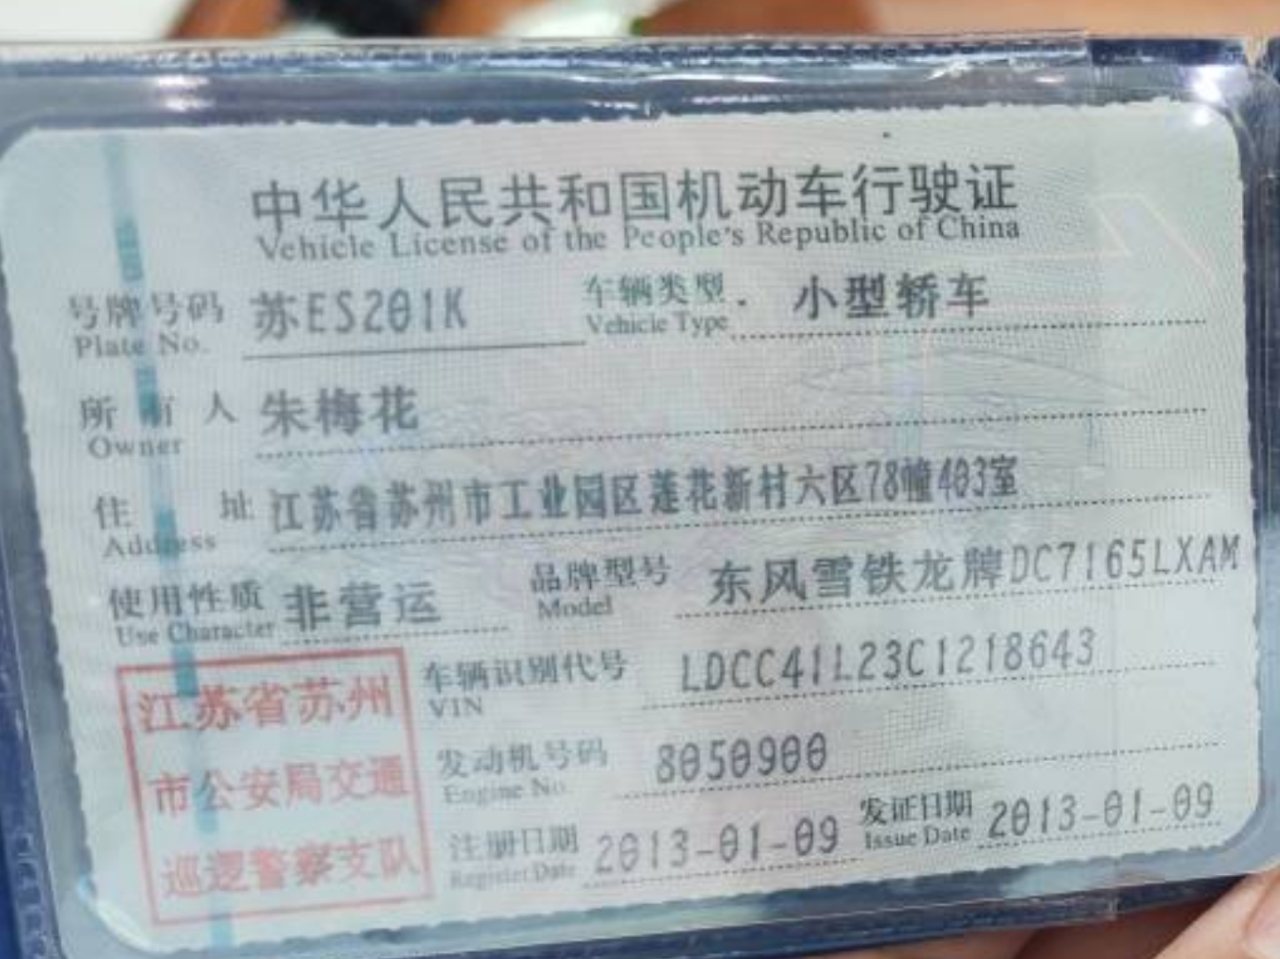 中华人民共和国机动车行驶证
Vehicle License of the People's Republic of China
号牌号码 苏ES201K 车辆类型 小型轿车
Plate No. Vehicle Type
所有人 朱梅花
Owner
住址 江苏省苏州市工业园区莲花新村六区78幢403室
Address
使用性质 非营运 品牌型号 东风雪铁龙牌DC7165LXAM
Use Character Model
江苏省苏州
市公安局交通
巡逻警察支队
车辆识别代号 LDCC41L23C1218643
VIN
发动机号码 8050900
Engine No.
注册日期 2013-01-09 发证日期 2013-01-09
Register Date Issue Date